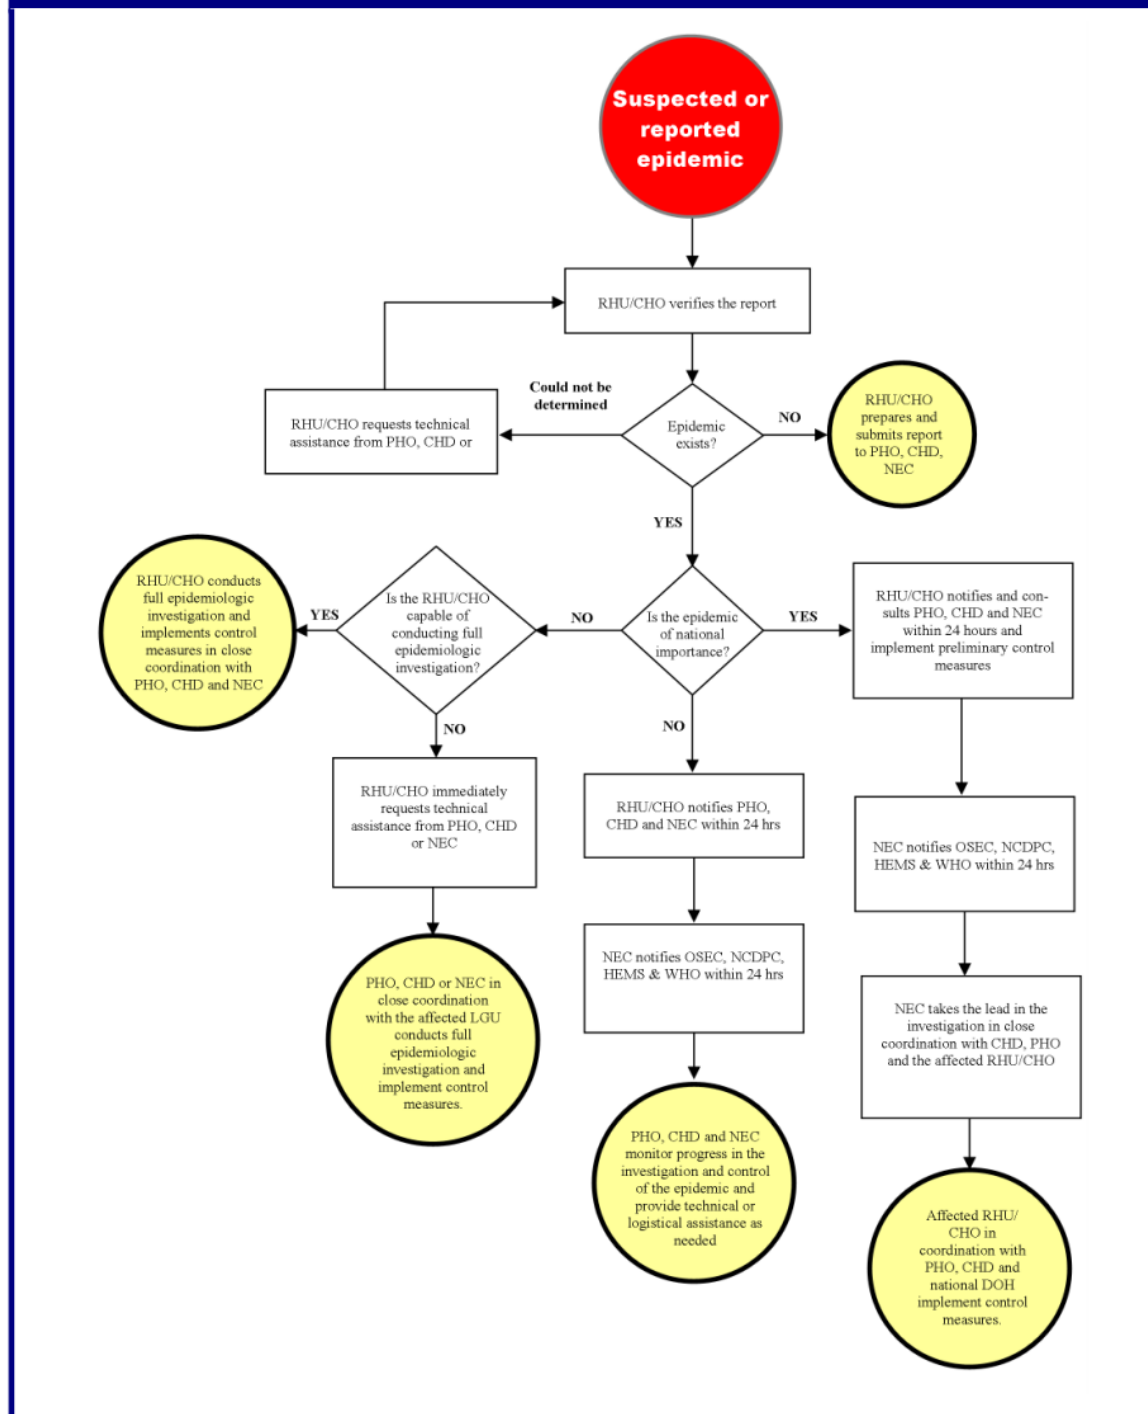 Suspected or
reported
epidemic
RHU/CHO verifies the report
Could not be
determined
RHU/CHO requests technical
assistance from PHO, CHD or
Epidemic
exists?
NO
RHU/CHO
prepares and
submits report
to PHO, CHD,
NEC
YES
RHU/CHO conducts
full epidemiologic
investigation and
implements control
measures in close
coordination with
PHO, CHD and NEC
YES
Is the RHU/CHO
capable of
conducting full
epidemiologic
investigation?
NO
Is the epidemic
of national
importance?
YES
RHU/CHO notifies and con-
sults PHO, CHD and NEC
within 24 hours and
implement preliminary control
measures
NO
NO
RHU/CHO immediately
requests technical
assistance from PHO, CHD
or NEC
RHU/CHO notifies PHO,
CHD and NEC within 24 hrs
NEC notifies OSEC, NCDPC,
HEMS & WHO within 24 hrs
PHO, CHD or NEC in
close coordination
with the affected LGU
conducts full
epidemiologic
investigation and
implement control
measures.
NEC notifies OSEC, NCDPC,
HEMS & WHO within 24 hrs
NEC takes the lead in the
investigation in close
coordination with CHD, PHO
and the affected RHU/CHO
PHO, CHD and NEC
monitor progress in the
investigation and control
of the epidemic and
provide technical or
logistical assistance as
needed
Affected RHU/
CHO in
coordination with
PHO, CHD and
national DOH
implement control
measures.